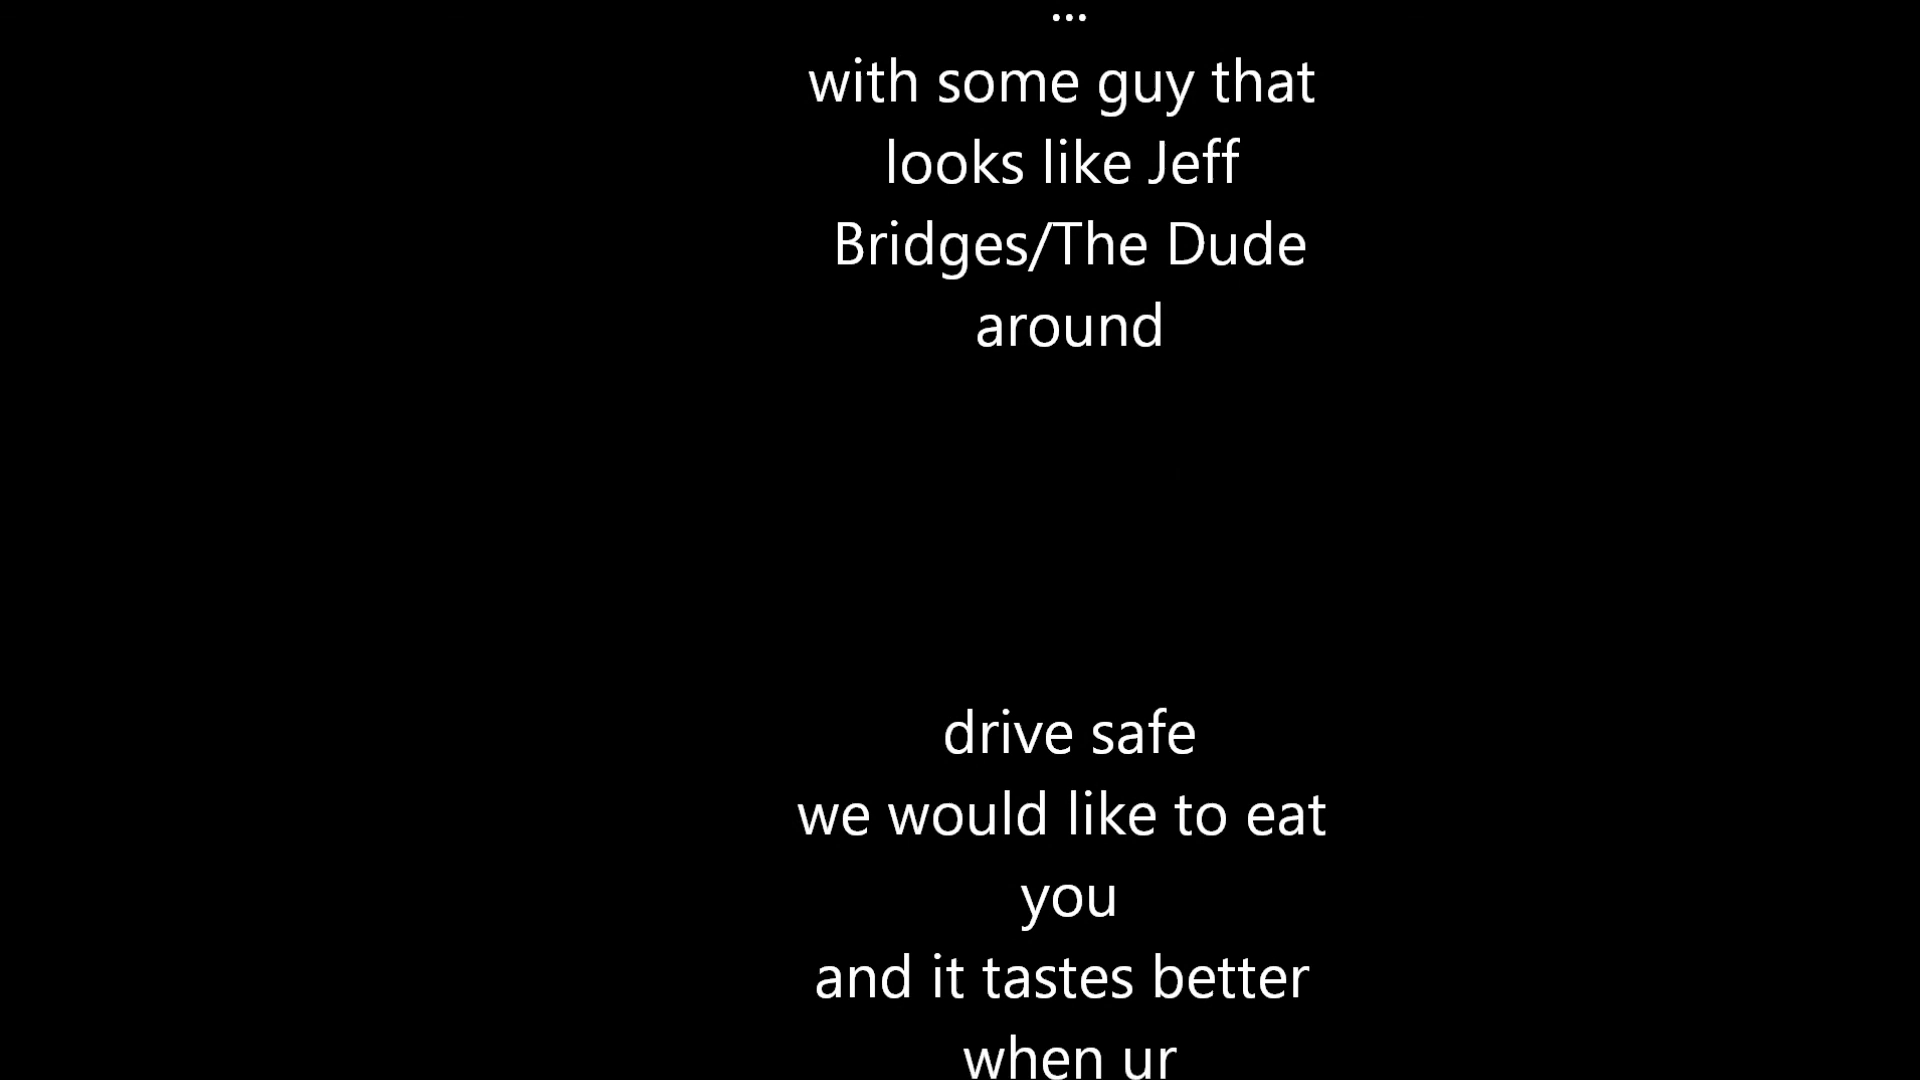 ...
with some guy that
looks like Jeff
Bridges/The Dude
around
drive safe
we would like to eat
you
and it tastes better
when ur